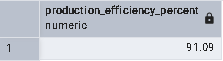 production_efficiency_percent
numeric
1 91.09